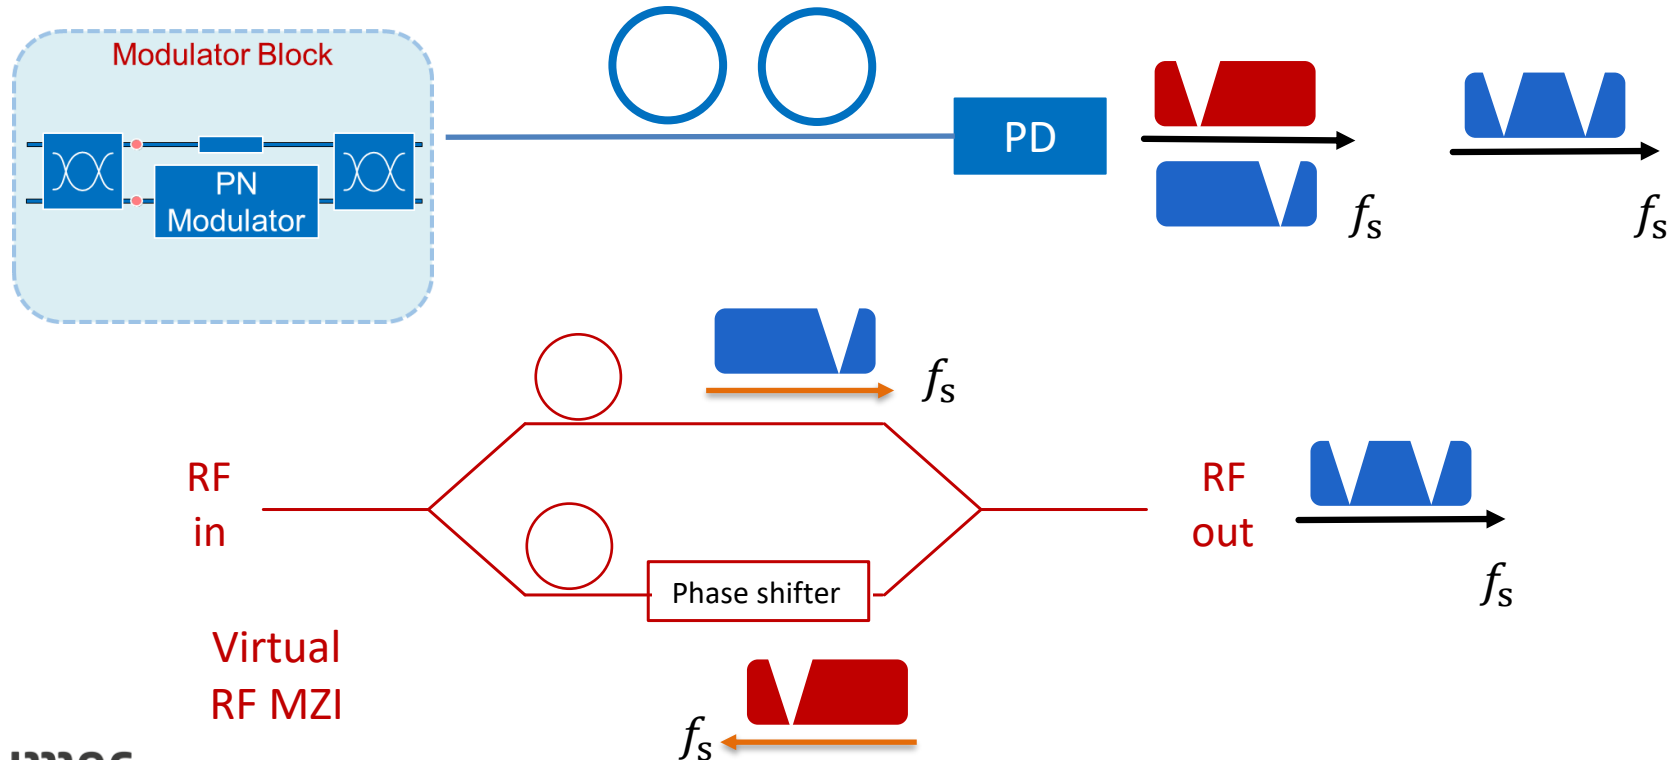 Modulator Block
PN
Modulator
PD
fs
fs
fs
RF
in
Phase shifter
RF
out
fs
Virtual
RF MZI
fs